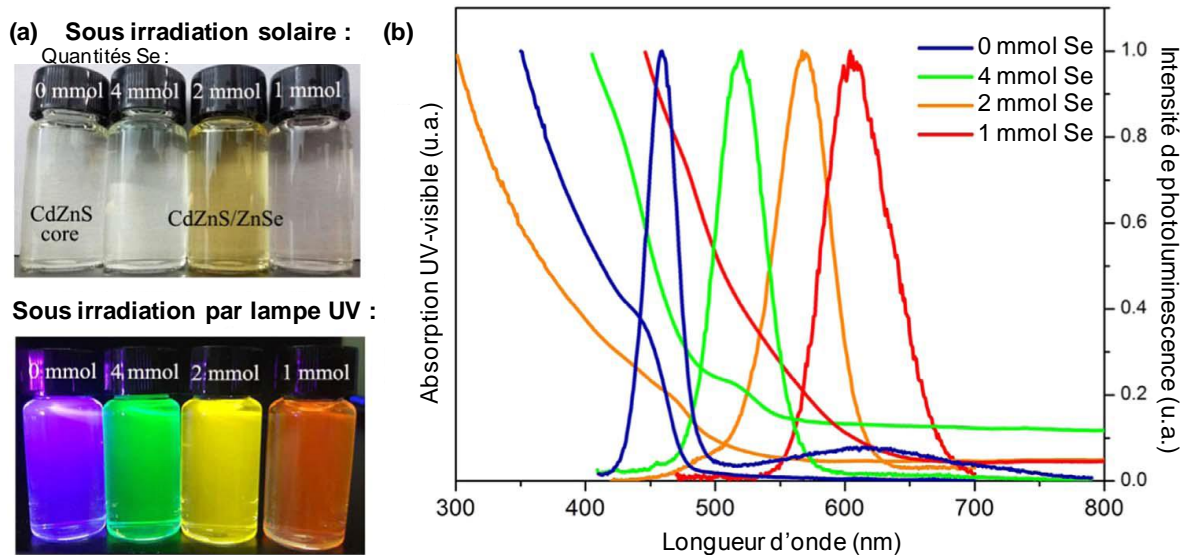 (a) Sous irradiation solaire :
Quantités Se :
0 mmol 4 mmol 2 mmol 1 mmol
CdZnS
core
CdZnS/ZnSe
Sous irradiation par lampe UV :
0 mmol 4 mmol 2 mmol 1 mmol
(b)
Absorption UV-visible (u.a.)
0 mmol Se
4 mmol Se
2 mmol Se
1 mmol Se
1.0
0.8
0.6
0.4
0.2
0.0
Intensité de photoluminescence (u.a.)
300 400 500 600 700 800
Longueur d'onde (nm)